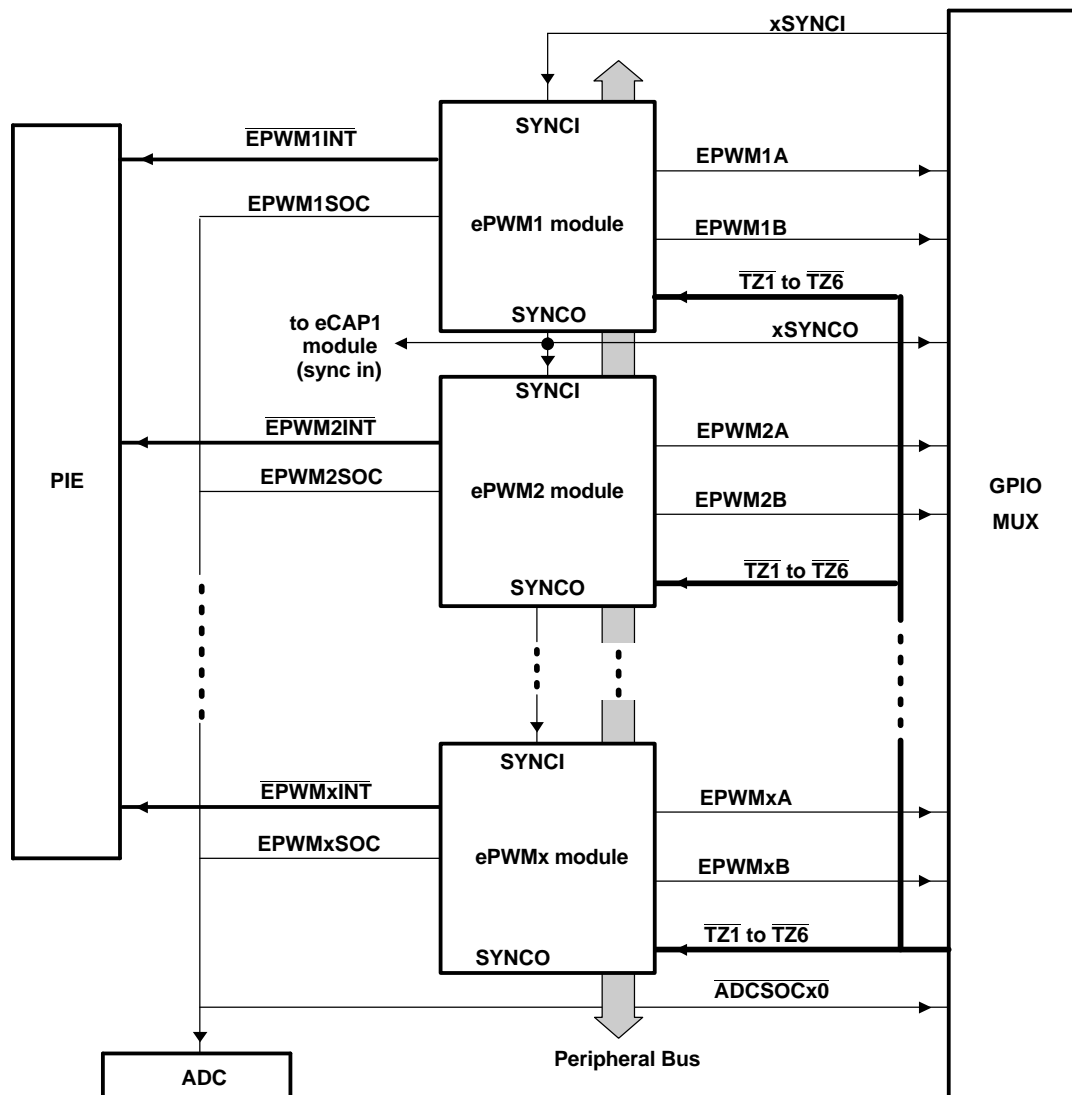 xSYNCI
SYNCI
EPWM1INT
EPWM1A
EPWM1SOC
ePWM1 module
EPWM1B
TZ1 to TZ6
SYNCO
to eCAP1
module
(sync in)
xSYNCO
SYNCI
EPWM2INT
EPWM2A
PIE
EPWM2SOC
ePWM2 module
EPWM2B
GPIO
MUX
TZ1 to TZ6
SYNCO
SYNCI
EPWMxINT
EPWMxA
EPWMxSOC
ePWMx module
EPWMxB
TZ1 to TZ6
SYNCO
ADCSOCx0
Peripheral Bus
ADC